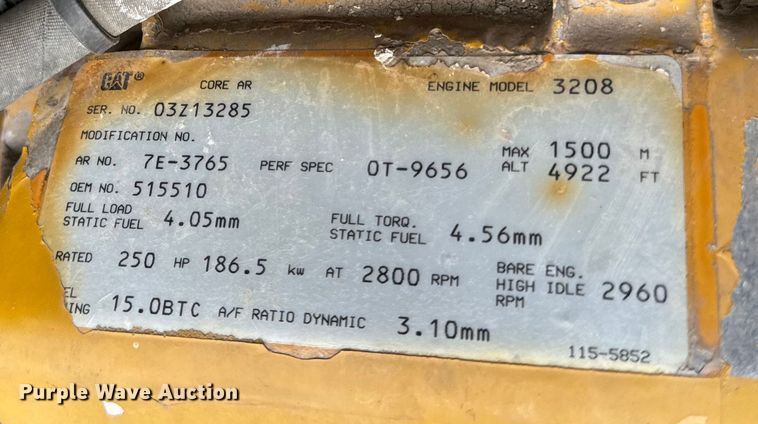 CAT® CORE AR ENGINE MODEL 3208
SER. NO. 03Z13285
MODIFICATION NO.
AR NO. 7E-3765 PERF SPEC 0T-9656 MAX ALT 1500 M 4922 FT
OEM NO. 515510
FULL LOAD STATIC FUEL 4.05mm FULL TORQ. STATIC FUEL 4.56mm
RATED 250 HP 186.5 kw AT 2800 RPM BARE ENG. HIGH IDLE RPM 2960
EL ING 15.0BTC A/F RATIO DYNAMIC 3.10mm
115-5852
Purple Wave Auction